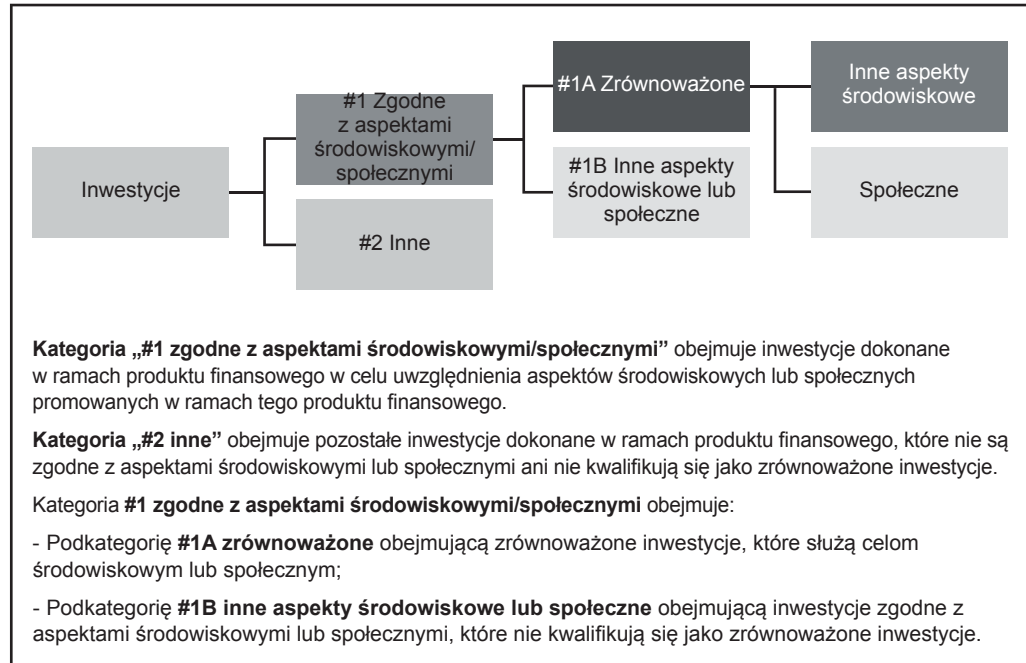 Inwestycje
#1 Zgodne
z aspektami
środowiskowymi/
społecznymi
#2 Inne
#1A Zrównoważone
#1B Inne aspekty
środowiskowe lub
społeczne
Inne aspekty
środowiskowe
Społeczne
Kategoria „#1 zgodne z aspektami środowiskowymi/społecznymi” obejmuje inwestycje dokonane
w ramach produktu finansowego w celu uwzględnienia aspektów środowiskowych lub społecznych
promowanych w ramach tego produktu finansowego.
Kategoria „#2 inne” obejmuje pozostałe inwestycje dokonane w ramach produktu finansowego, które nie są
zgodne z aspektami środowiskowymi lub społecznymi ani nie kwalifikują się jako zrównoważone inwestycje.
Kategoria #1 zgodne z aspektami środowiskowymi/społecznymi obejmuje:
- Podkategorię #1A zrównoważone obejmującą zrównoważone inwestycje, które służą celom
środowiskowym lub społecznym;
- Podkategorię #1B inne aspekty środowiskowe lub społeczne obejmującą inwestycje zgodne z
aspektami środowiskowymi lub społecznymi, które nie kwalifikują się jako zrównoważone inwestycje.